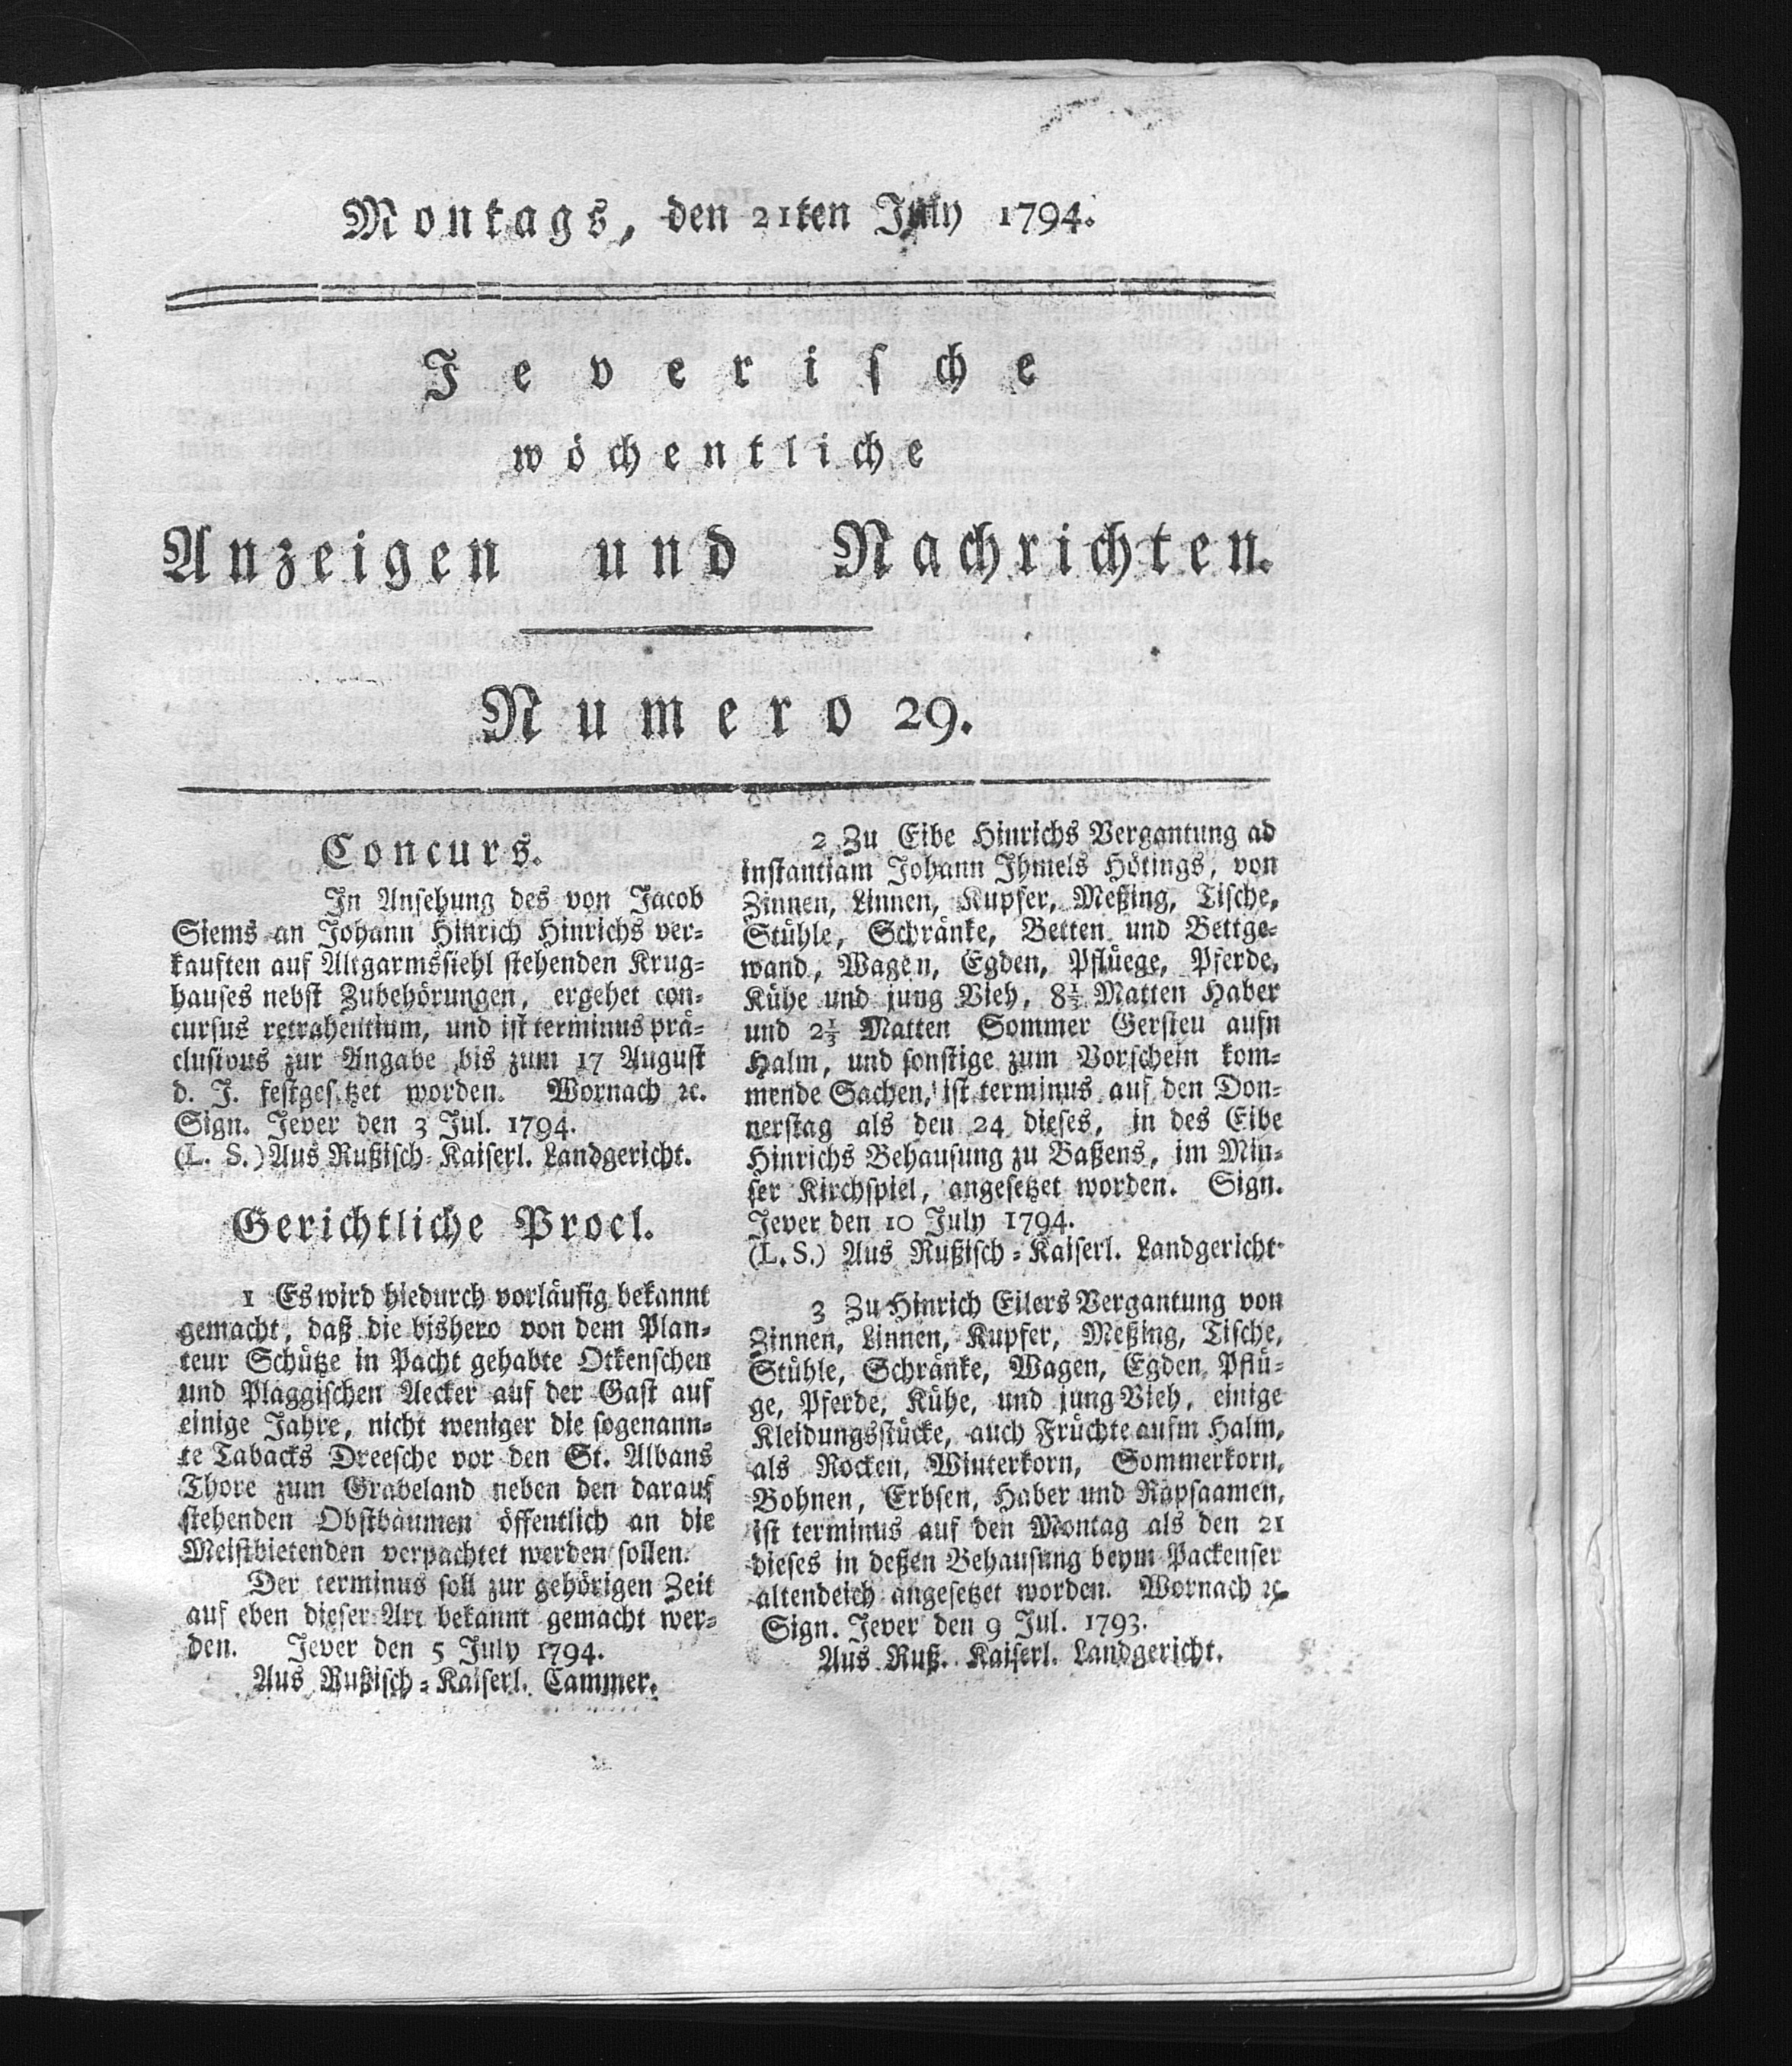 Montags, den 21ten July 1794.
Jeverische
wöchentliche
Anzeigen und Nachrichten.
Numero 29.
Concurs.
In Ansehung des von Jacob
Siems an Johann Hinrich Hinrichs ver-
kauften auf Altgarmssiehl stehenden Krug-
hauses nebst Zubehörungen, ergehet con-
cursus retrahentium, und ist terminus prä-
clusivus zur Angabe bis zum 17 August
d. J. festgesetzet worden. Wornach ꝛc.
Sign. Jever den 3 Jul. 1794.
(L. S.) Aus Rußisch-Kaiserl. Landgericht.
Gerichtliche Procl.
1 Es wird hiedurch vorläufig bekannt
gemacht, daß die bishero von dem Plan-
teur Schütze in Pacht gehabte Otkenschen
und Plaggischen Aecker auf der Gast auf
einige Jahre, nicht weniger die sogenann-
te Tabacks Dreesche vor den St. Albans
Thore zum Grabeland neben den darauf
stehenden Obstbäumen öffentlich an die
Meistbietenden verpachtet werden sollen.
Der terminus soll zur gehörigen Zeit
auf eben dieser Art bekannt gemacht wer-
den. Jever den 5 July 1794.
Aus Rußisch-Kaiserl. Cammer.
2 Zu Eibe Hinrichs Vergantung ad
instantiam Johann Ihmels Hötings, von
Zinnen, Linnen, Kupfer, Meßing, Tische,
Stühle, Schränke, Betten und Bettge-
wand, Wagen, Egden, Pflüege, Pferde,
Kühe und jung Vieh, 8⅓ Matten Haber
und 2⅓ Matten Sommer Gersten aufn
Halm, und sonstige zum Vorschein kom-
mende Sachen, ist terminus auf den Don-
nerstag als den 24 dieses, in des Eibe
Hinrichs Behausung zu Baßens, im Min-
ser Kirchspiel, angesetzet worden. Sign.
Jever den 10 July 1794.
(L. S.) Aus Rußisch-Kaiserl. Landgericht
3 Zu Hinrich Eilers Vergantung von
Zinnen, Linnen, Kupfer, Meßing, Tische,
Stühle, Schränke, Wagen, Egden, Pflü-
ge, Pferde, Kühe, und jung Vieh, einige
Kleidungsstücke, auch Früchte aufm Halm,
als Rocken, Winterkorn, Sommerkorn,
Bohnen, Erbsen, Haber und Räpsaamen,
ist terminus auf den Montag als den 21
dieses in deßen Behausung beym Packenser
altendeich angesetzet worden. Wornach ꝛc.
Sign. Jever den 9 Jul. 1793.
Aus Ruß. Kaiserl. Landgericht.